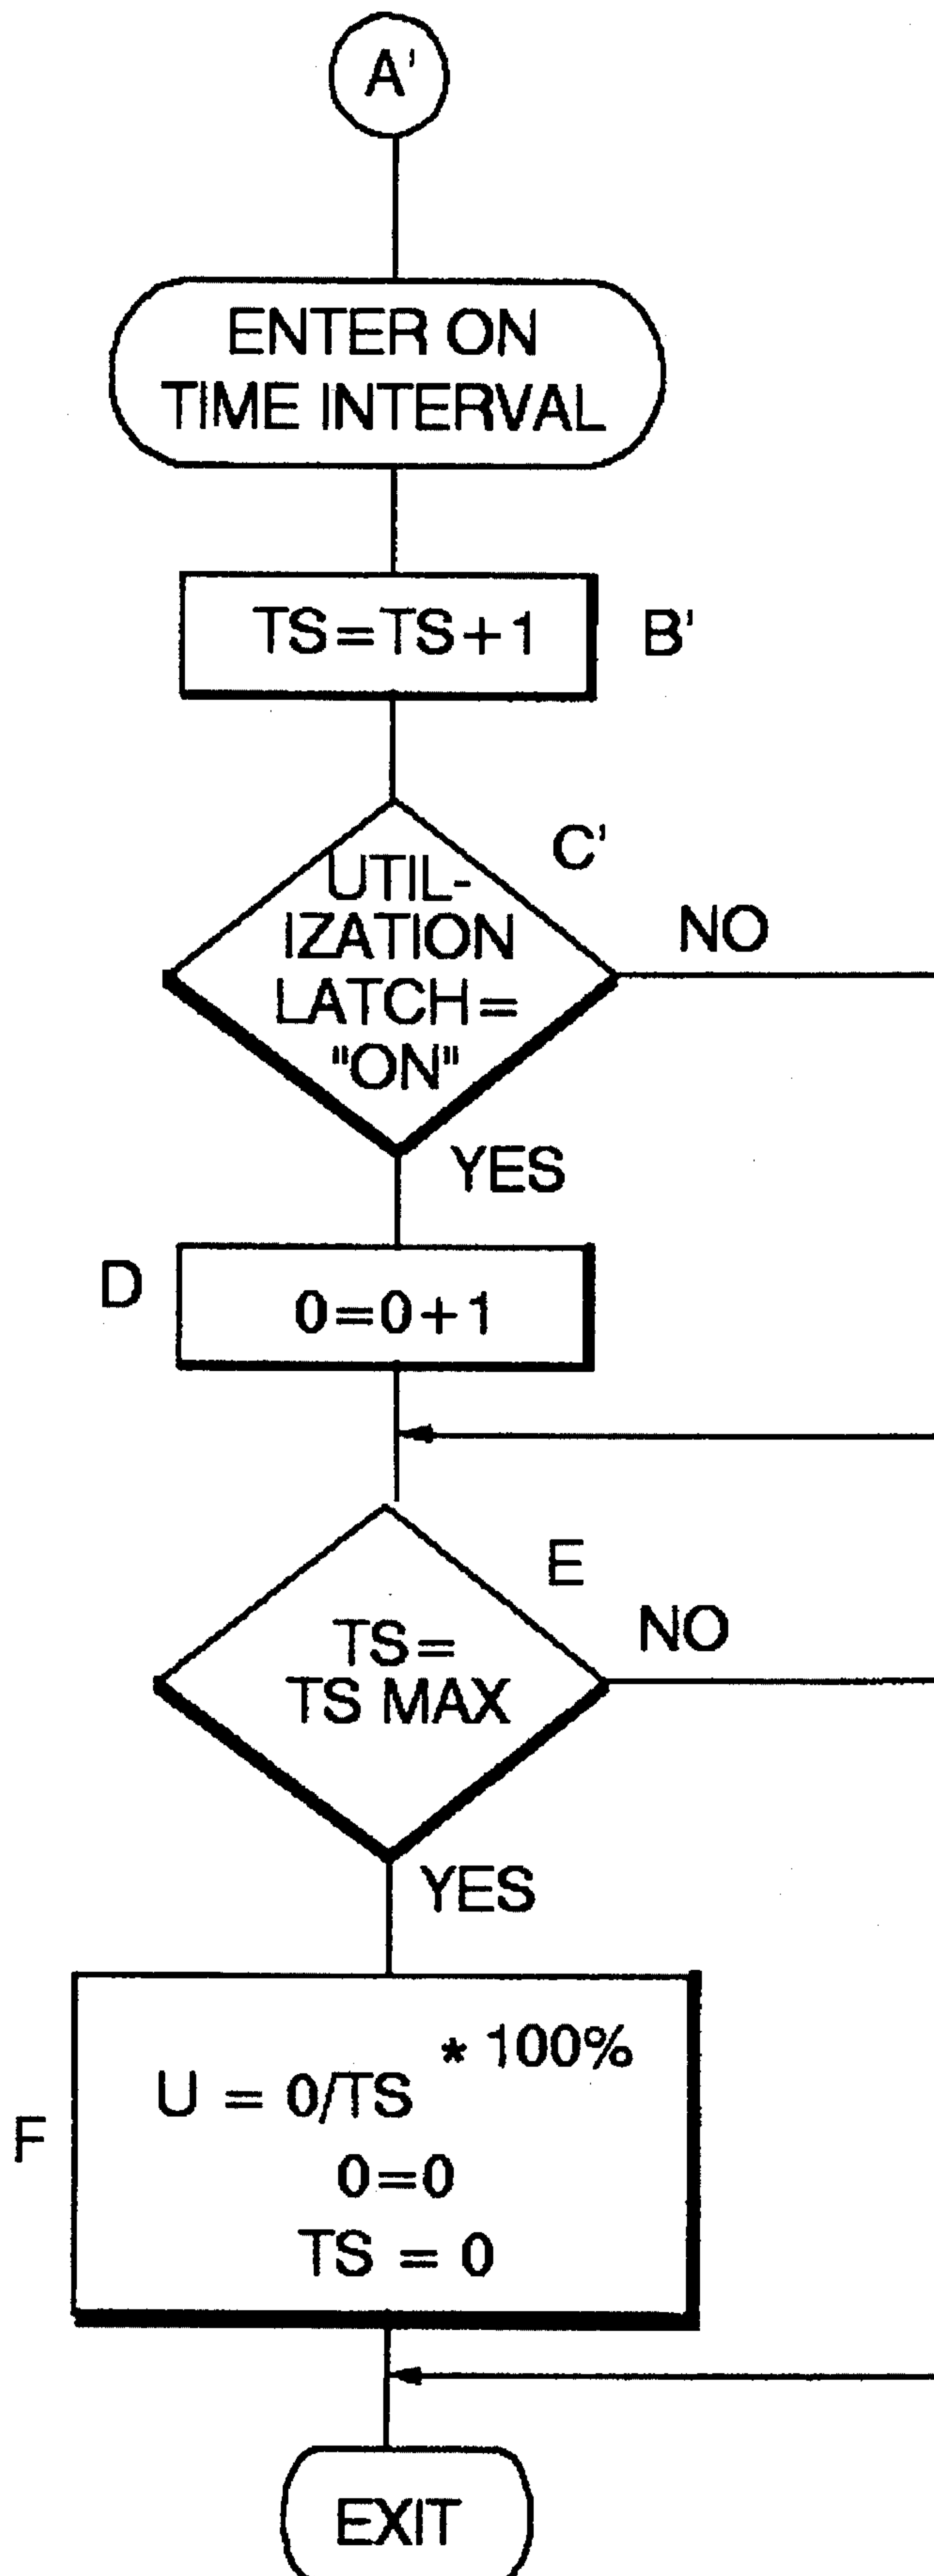 A'
ENTER ON
TIME INTERVAL
TS=TS+1
B'
C'
UTIL-
IZATION
LATCH=
"ON"
NO
YES
D
0=0+1
E
TS=
TS MAX
NO
YES
F
U = 0/TS * 100%
0=0
TS = 0
EXIT